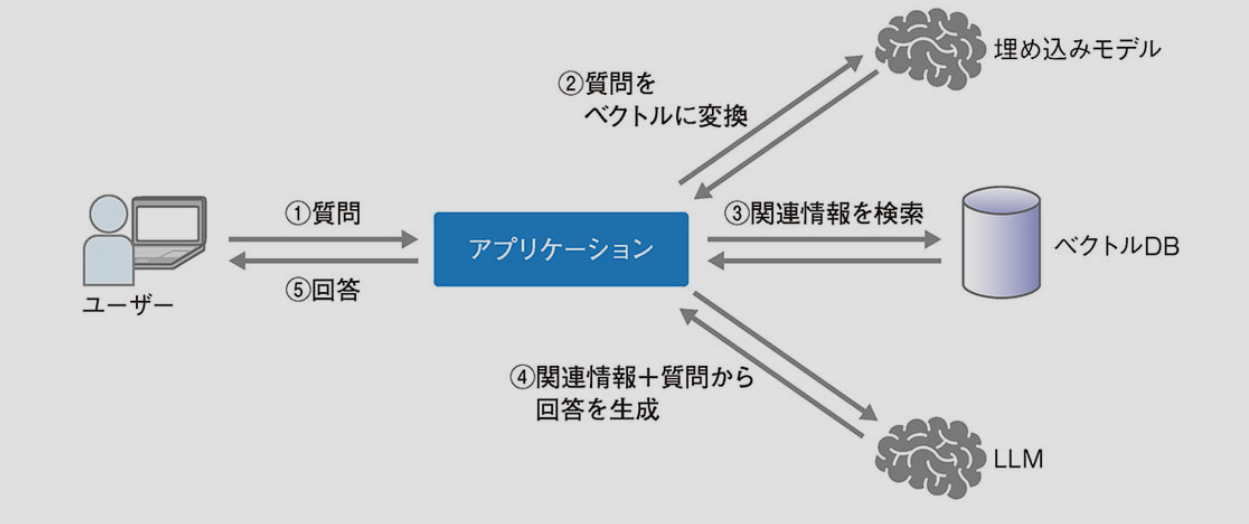 埋め込みモデル
②質問を
ベクトルに変換
①質問
③関連情報を検索
アプリケーション
ベクトルDB
⑤回答
ユーザー
④関連情報＋質問から
回答を生成
LLM